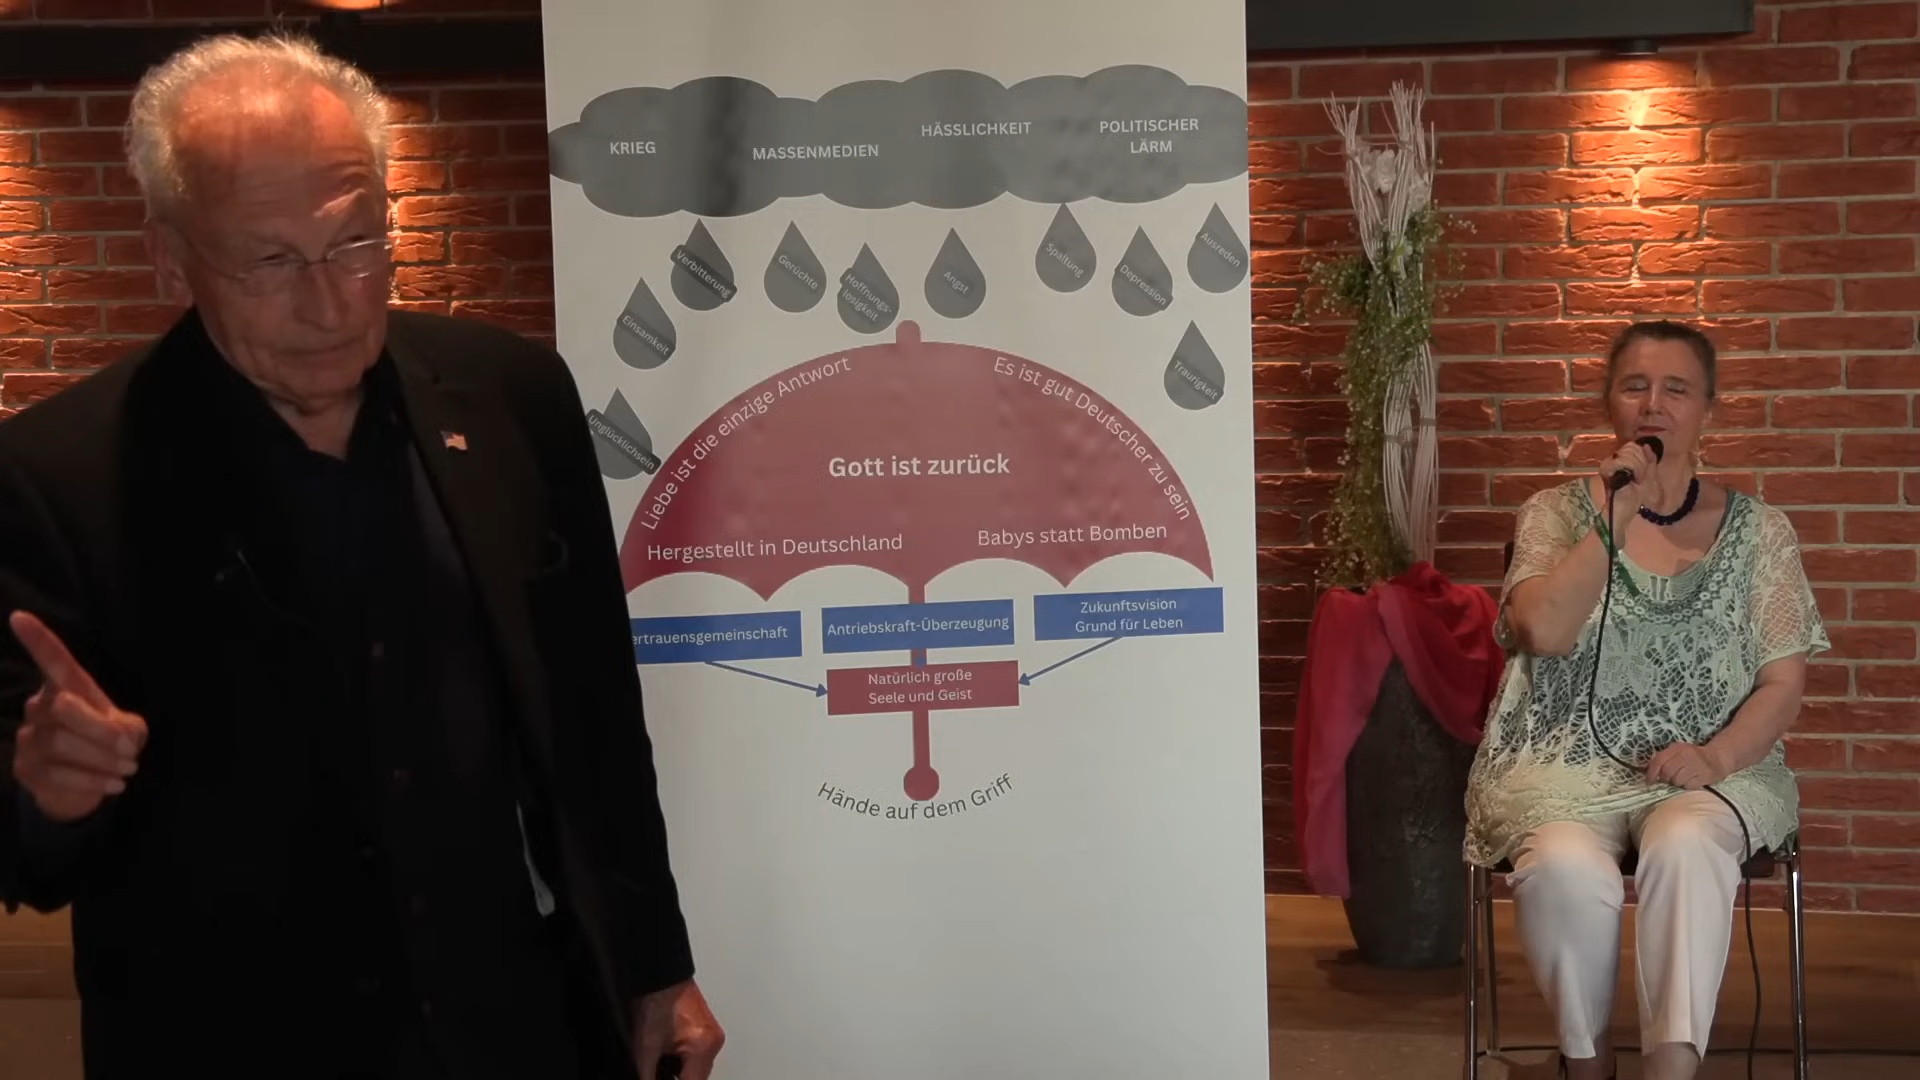 KRIEG
MASSENMEDIEN
HÄSSLICHKEIT
POLITISCHER
LÄRM
Verbitterung
Gerüchte
Hoffnungs-
losigkeit
Angst
Spaltung
Depression
Ausreden
Einsamkeit
Traurigkeit
Unglücklichsein
Liebe ist die einzige Antwort
Es ist gut Deutscher zu sein
Gott ist zurück
Hergestellt in Deutschland
Babys statt Bomben
ertrauensgemeinschaft
Antriebskraft-Überzeugung
Zukunftsvision
Grund für Leben
Natürlich große
Seele und Geist
Hände auf dem Griff